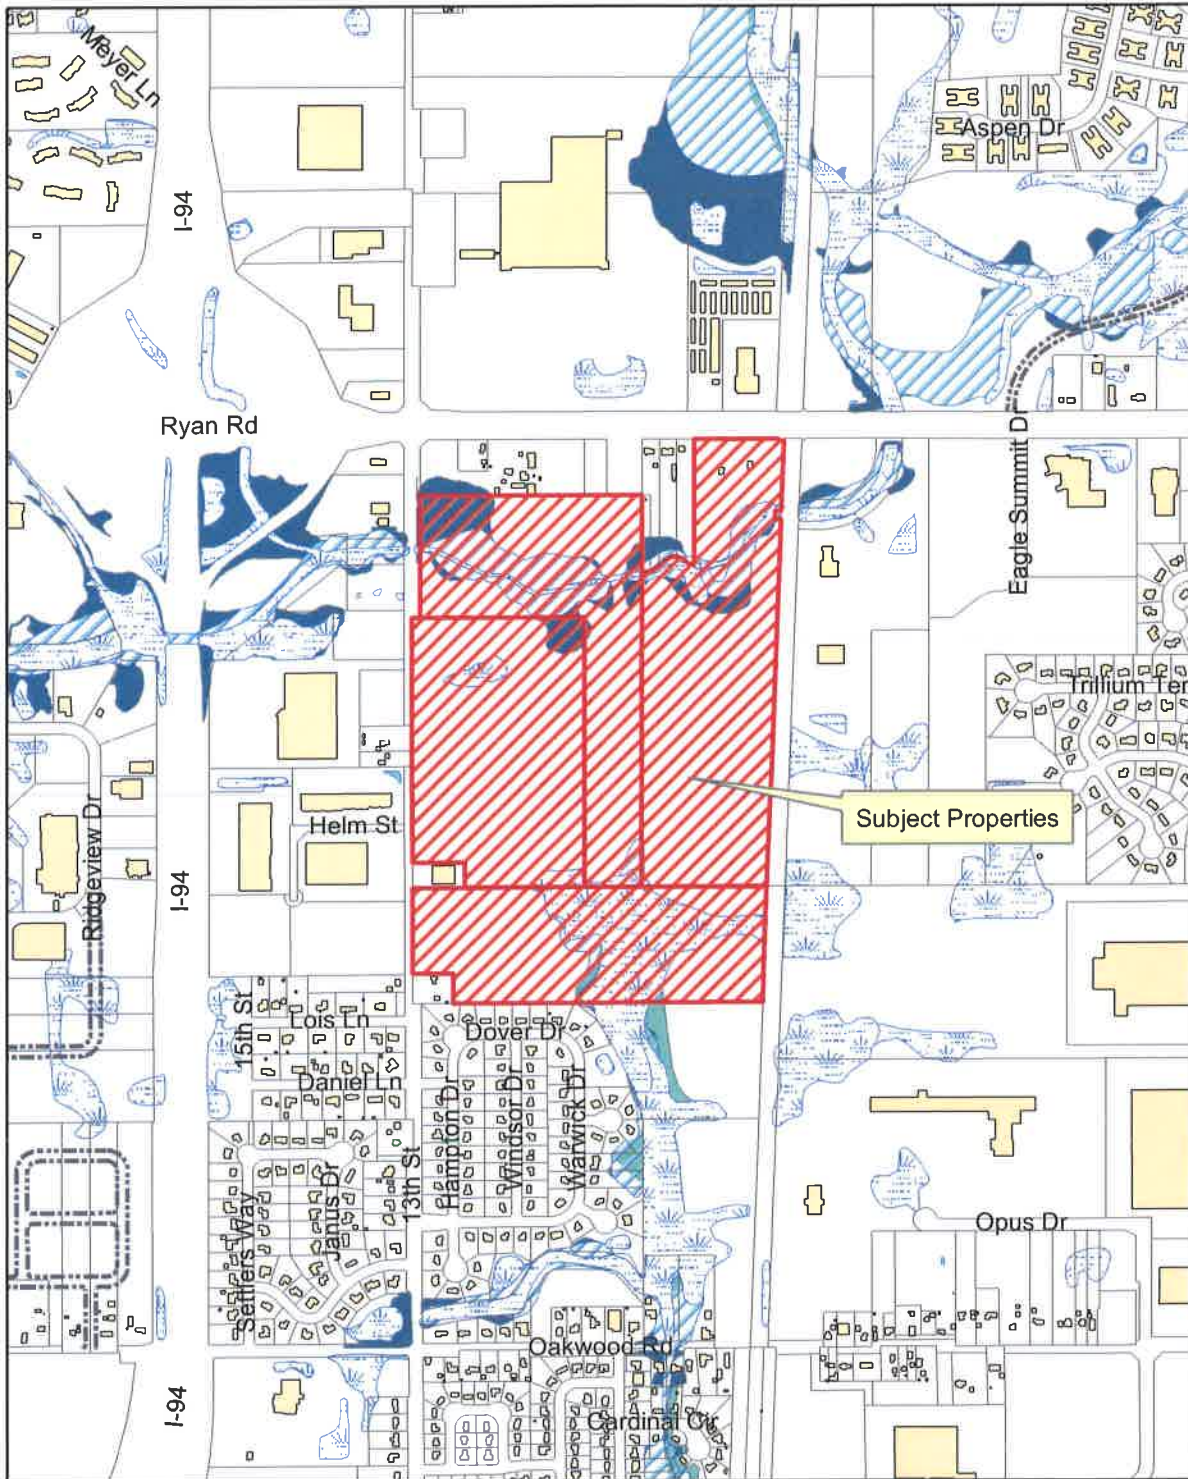 Meyer Ln
Aspen Dr
I-94
Ryan Rd
Eagle Summit Dr
Trillium Ter
Subject Properties
Helm St
Ridgeview Dr
I-94
15th St
Lois Ln
Dover Dr
Daniel Ln
Hampton Dr
Windsor Dr
Warwick Dr
13th St
Janus Dr
Settlers Way
Opus Dr
Oakwood Rd
I-94
Cardinal Cir